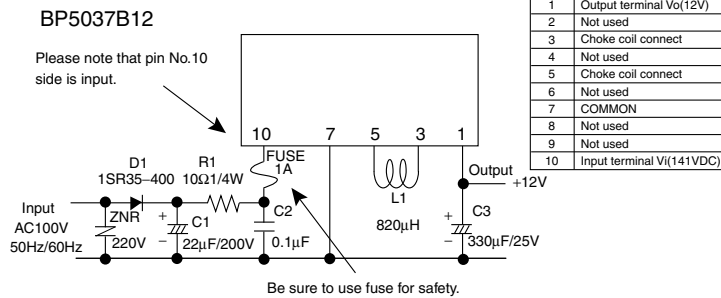 BP5037B12
Please note that pin No.10
side is input.
10 7 5 3 1
FUSE
1A
D1
1SR35–400
R1
10Ω1/4W
L1
820μH
Output
+12V
Input
AC100V
50Hz/60Hz
ZNR
220V
+
–
C1
22μF/200V
C2
0.1μF
+
–
C3
330μF/25V
Be sure to use fuse for safety.
1 Output terminal Vo(12V)
2 Not used
3 Choke coil connect
4 Not used
5 Choke coil connect
6 Not used
7 COMMON
8 Not used
9 Not used
10 Input terminal Vi(141VDC)